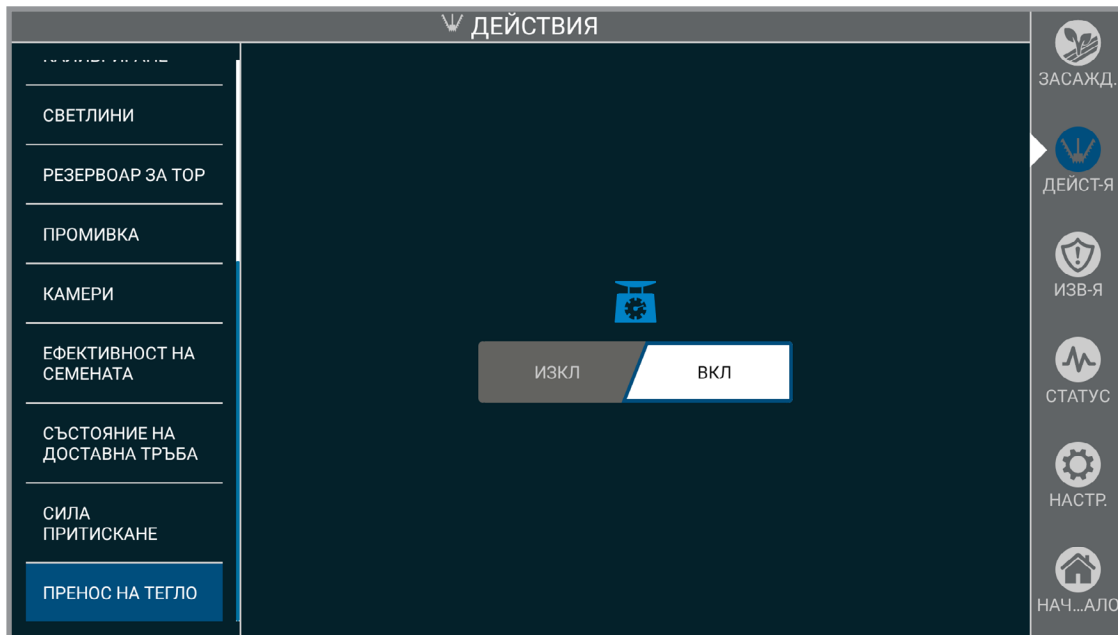 ДЕЙСТВИЯ
СВЕТЛИНИ
РЕЗЕРВОАР ЗА ТОР
ПРОМИВКА
КАМЕРИ
ЕФЕКТИВНОСТ НА
СЕМЕНАТА
СЪСТОЯНИЕ НА
ДОСТАВНА ТРЪБА
СИЛА
ПРИТИСКАНЕ
ПРЕНОС НА ТЕГЛО
ИЗКЛ
ВКЛ
ЗАСАЖД.
ДЕЙСТ-Я
ИЗВ-Я
СТАТУС
НАСТР.
НАЧ...АЛО